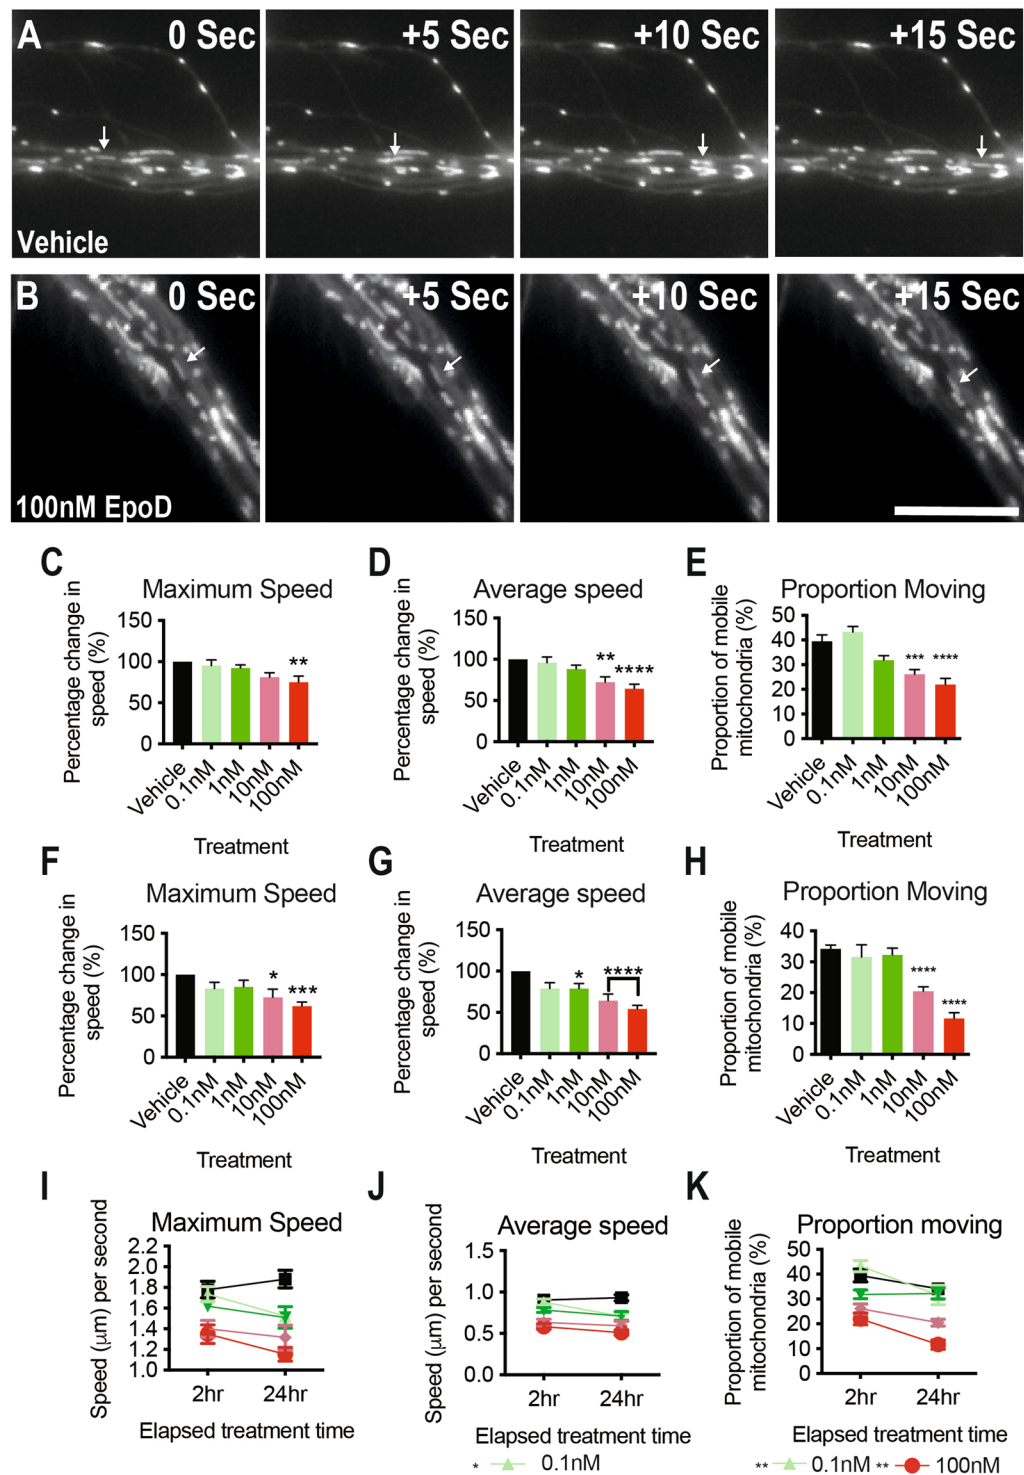 A
0 Sec
+5 Sec
+10 Sec
+15 Sec
Vehicle
B
0 Sec
+5 Sec
+10 Sec
+15 Sec
100nM EpoD
C
Maximum Speed
Percentage change in
speed (%)
150
100
50
0
**
Vehicle
0.1nM
1nM
10nM
100nM
Treatment
D
Average speed
Percentage change in
speed (%)
150
100
50
0
**
****
Vehicle
0.1nM
1nM
10nM
100nM
Treatment
E
Proportion Moving
Proportion of mobile
mitochondria (%)
50
40
30
20
10
0
***
****
Vehicle
0.1nM
1nM
10nM
100nM
Treatment
F
Maximum Speed
Percentage change in
speed (%)
150
100
50
0
*
***
Vehicle
0.1nM
1nM
10nM
100nM
Treatment
G
Average speed
Percentage change in
speed (%)
150
100
50
0
*
****
Vehicle
0.1nM
1nM
10nM
100nM
Treatment
H
Proportion Moving
Proportion of mobile
mitochondria (%)
40
30
20
10
0
****
****
Vehicle
0.1nM
1nM
10nM
100nM
Treatment
I
Maximum Speed
Speed (μm) per second
2.2
2.0
1.8
1.6
1.4
1.2
1.0
2hr
24hr
Elapsed treatment time
J
Average speed
Speed (μm) per second
1.5
1.0
0.5
0.0
2hr
24hr
Elapsed treatment time
* 0.1nM
K
Proportion moving
Proportion of mobile
mitochondria (%)
50
40
30
20
10
0
2hr
24hr
Elapsed treatment time
** 0.1nM ** 100nM